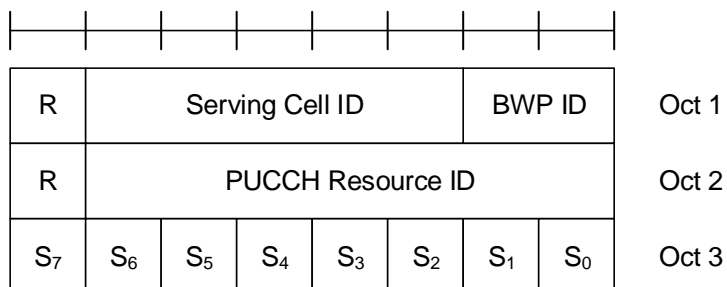 R Serving Cell ID BWP ID Oct 1
R PUCCH Resource ID Oct 2
S₇ S₆ S₅ S₄ S₃ S₂ S₁ S₀ Oct 3